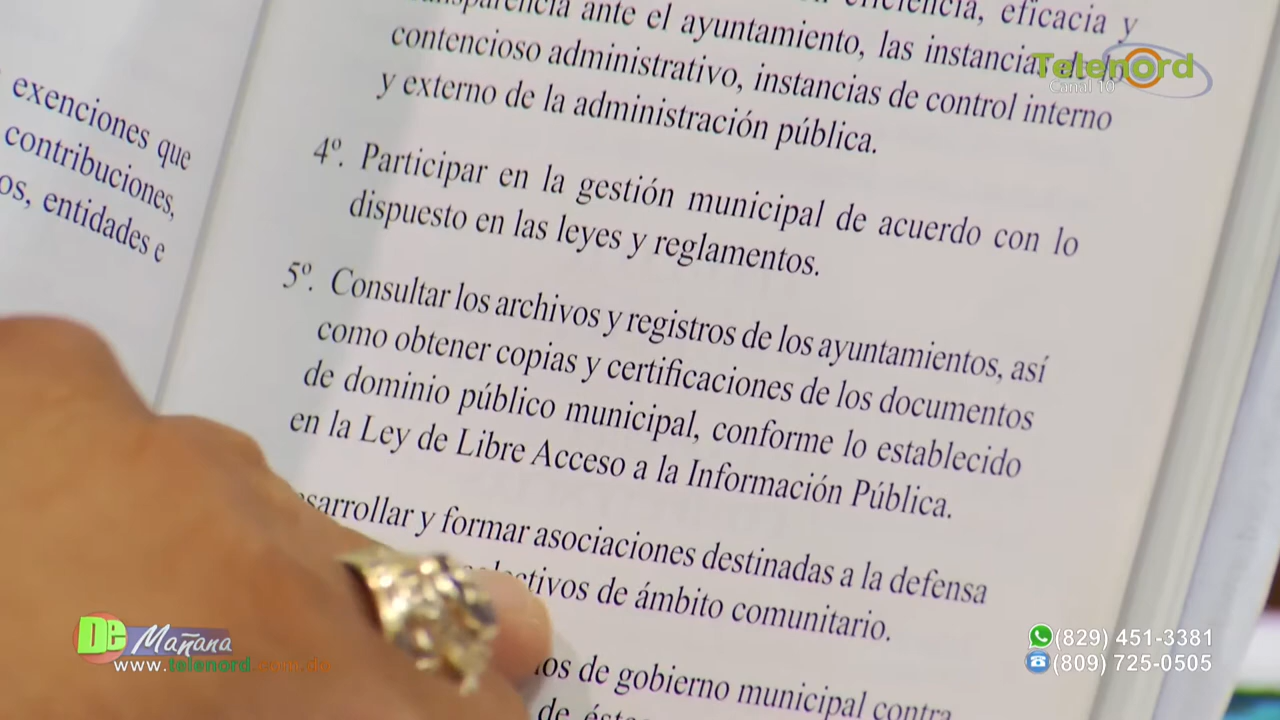 exenciones que
contribuciones,
entidades e
ante el ayuntamiento, las instancias
eficacia y
contencioso administrativo, instancias de control interno
y externo de la administración pública.
4º. Participar en la gestión municipal de acuerdo con lo
dispuesto en las leyes y reglamentos.
5º. Consultar los archivos y registros de los ayuntamientos, así
como obtener copias y certificaciones de los documentos
de dominio público municipal, conforme lo establecido
en la Ley de Libre Acceso a la Información Pública.
y formar asociaciones destinadas a la defensa
de ámbito comunitario.
de gobierno municipal contra
de
Telenord
Canal 10
De Mañana
www.telenord.com.do
(829) 451-3381
(809) 725-0505